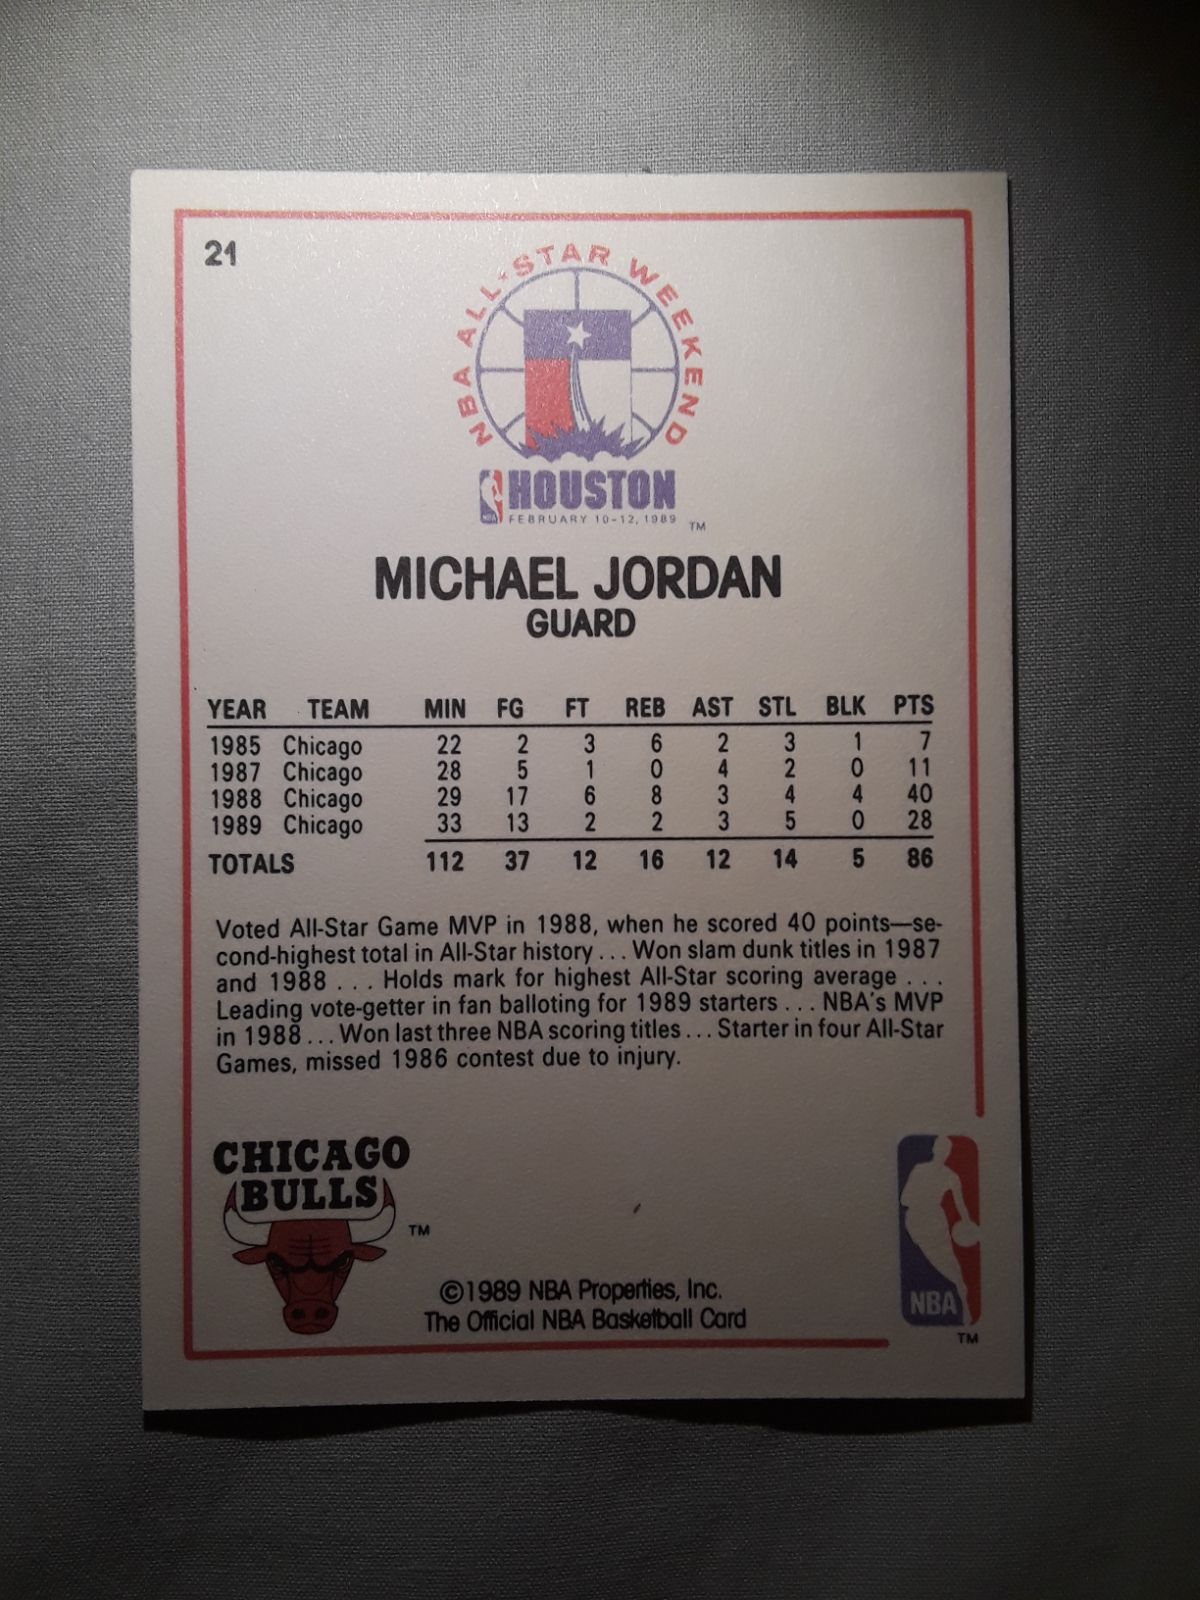 21
NBA ALL-STAR WEEKEND
NBA HOUSTON
FEBRUARY 10-12, 1989 TM
MICHAEL JORDAN
GUARD
YEAR TEAM MIN FG FT REB AST STL BLK PTS
1985 Chicago 22 2 3 6 2 3 1 7
1987 Chicago 28 5 1 0 4 2 0 11
1988 Chicago 29 17 6 8 3 4 4 40
1989 Chicago 33 13 2 2 3 5 0 28
TOTALS 112 37 12 16 12 14 5 86
Voted All-Star Game MVP in 1988, when he scored 40 points—se-
cond-highest total in All-Star history . . . Won slam dunk titles in 1987
and 1988 . . . Holds mark for highest All-Star scoring average . . .
Leading vote-getter in fan balloting for 1989 starters . . . NBA's MVP
in 1988 . . . Won last three NBA scoring titles . . . Starter in four All-Star
Games, missed 1986 contest due to injury.
CHICAGO
BULLS
TM
©1989 NBA Properties, Inc.
The Official NBA Basketball Card
NBA
TM